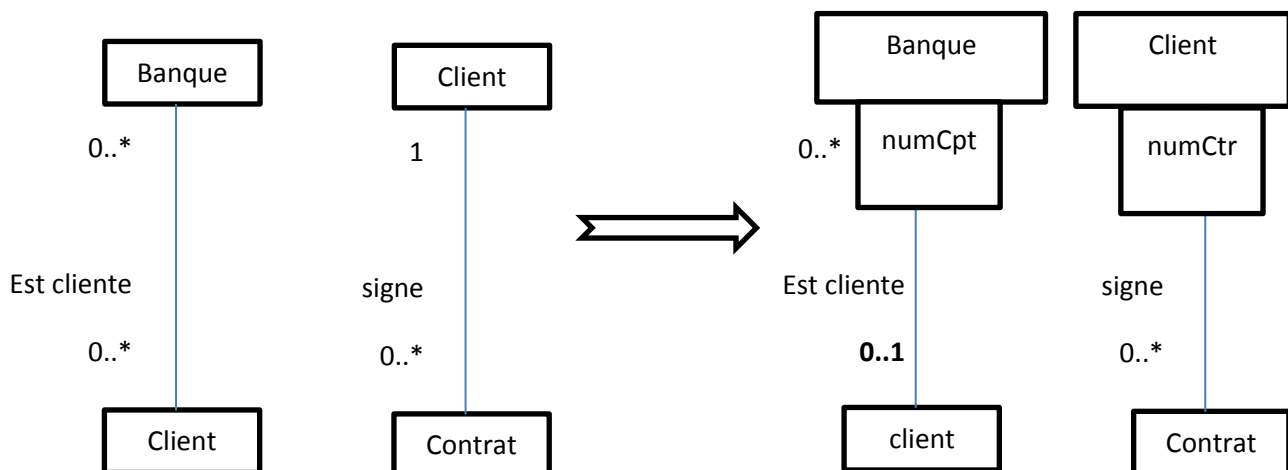 Banque
0..*
Est cliente
0..*
Client
Client
1
signe
0..*
Contrat
Banque
numCpt
0..*
Est cliente
0..1
client
Client
numCtr
signe
0..*
Contrat